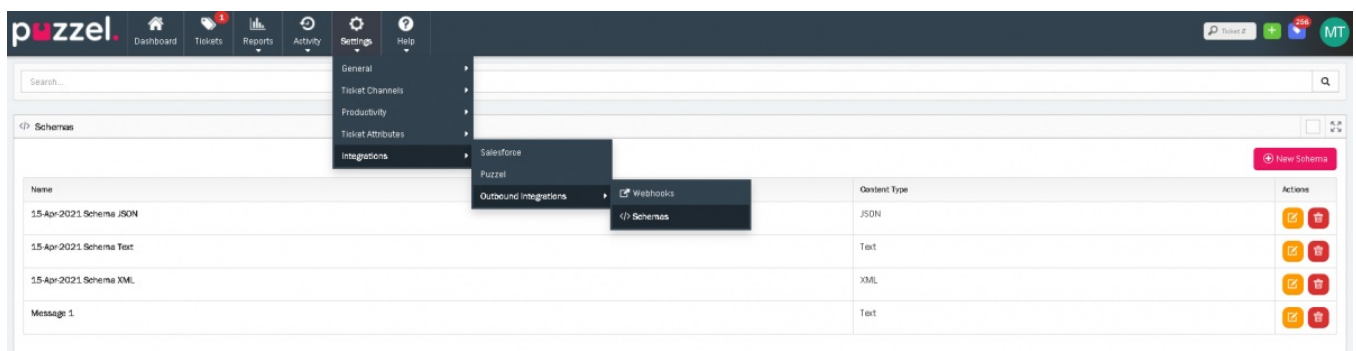 puzzel.
Dashboard
1
Tickets
Reports
Activity
Settings
Help
Ticket #
256
MT
General
Ticket Channels
Productivity
Ticket Attributes
Integrations
Salesforce
Puzzel
Outbound Integrations
Webhooks
</> Schemas
Search...
</> Schemas
New Schema
Name Content Type Actions
15-Apr-2021 Schema JSON JSON
15-Apr-2021 Schema Text Text
15-Apr-2021 Schema XML XML
Message 1 Text